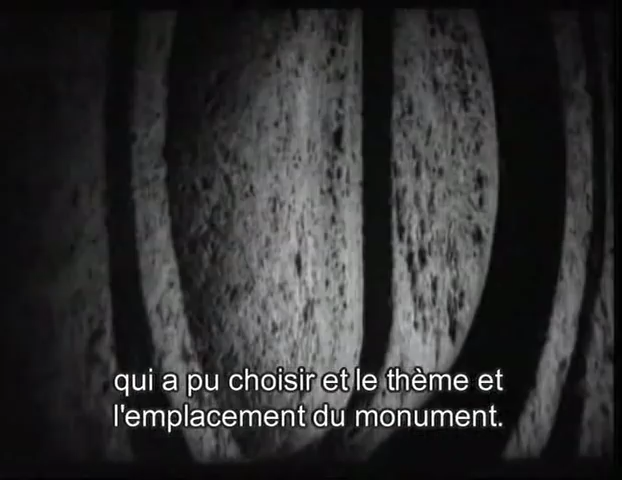 qui a pu choisir et le thème et
l'emplacement du monument.